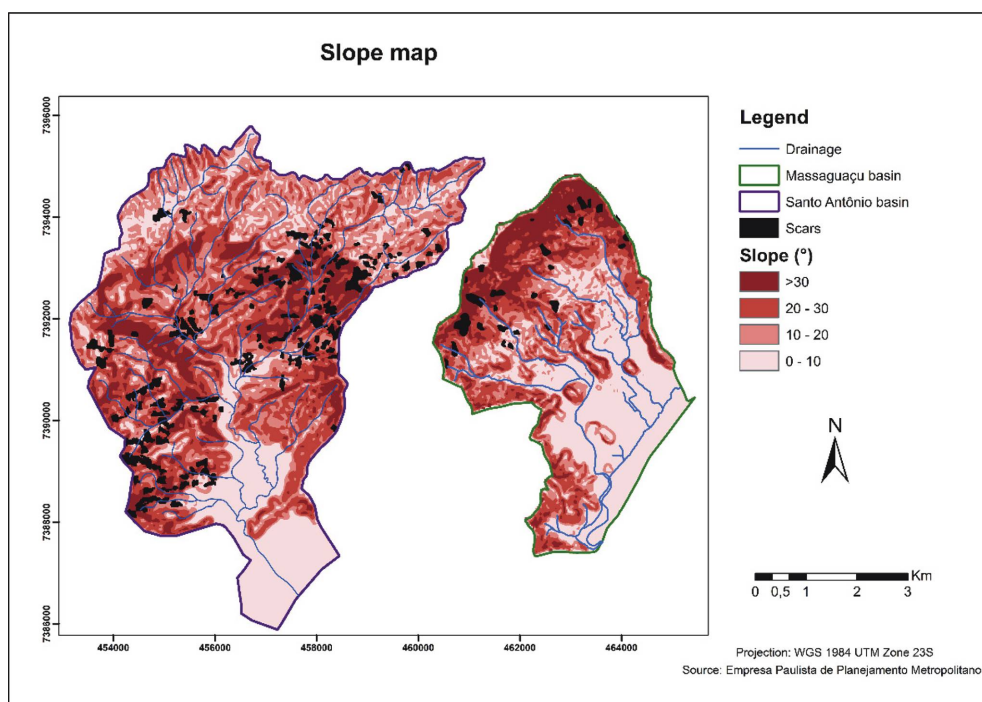 Slope map
7396000
7394000
7392000
7390000
7388000
7386000
454000
456000
458000
460000
462000
464000
Legend
Drainage
Massaguaçu basin
Santo Antônio basin
Scars
Slope (°)
>30
20 - 30
10 - 20
0 - 10
N
Km
0 0,5 1 2 3
Projection: WGS 1984 UTM Zone 23S
Source: Empresa Paulista de Planejamento Metropolitano